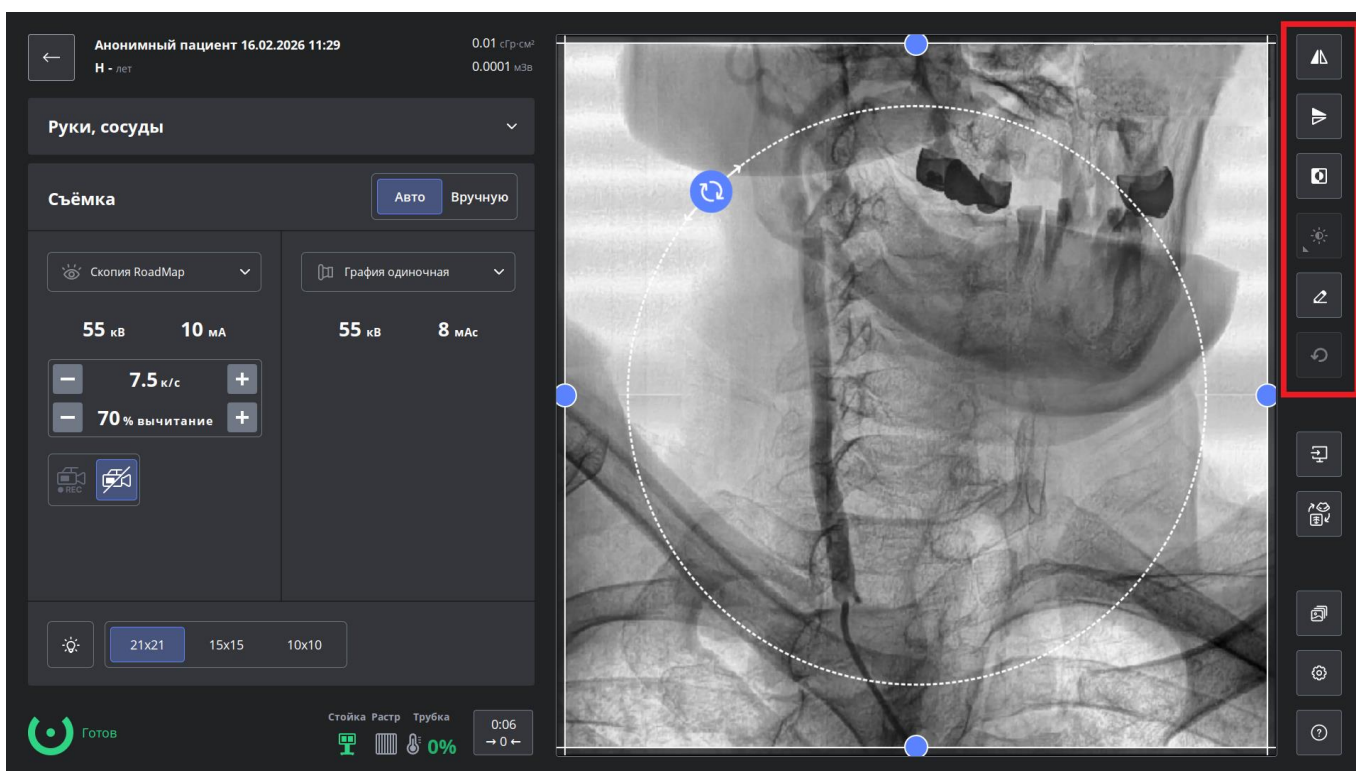 Анонимный пациент 16.02.2026 11:29
0.01 сГр·см²
Н - лет
0.0001 мЗв
Руки, сосуды
Съёмка
Авто
Вручную
Скопия RoadMap
Графия одиночная
55 кВ
10 мА
55 кВ
8 мАс
7.5 к/с
70 % вычитание
REC
21x21
15x15
10x10
Готов
Стойка Растр Трубка
0%
0:06
→ 0 ←